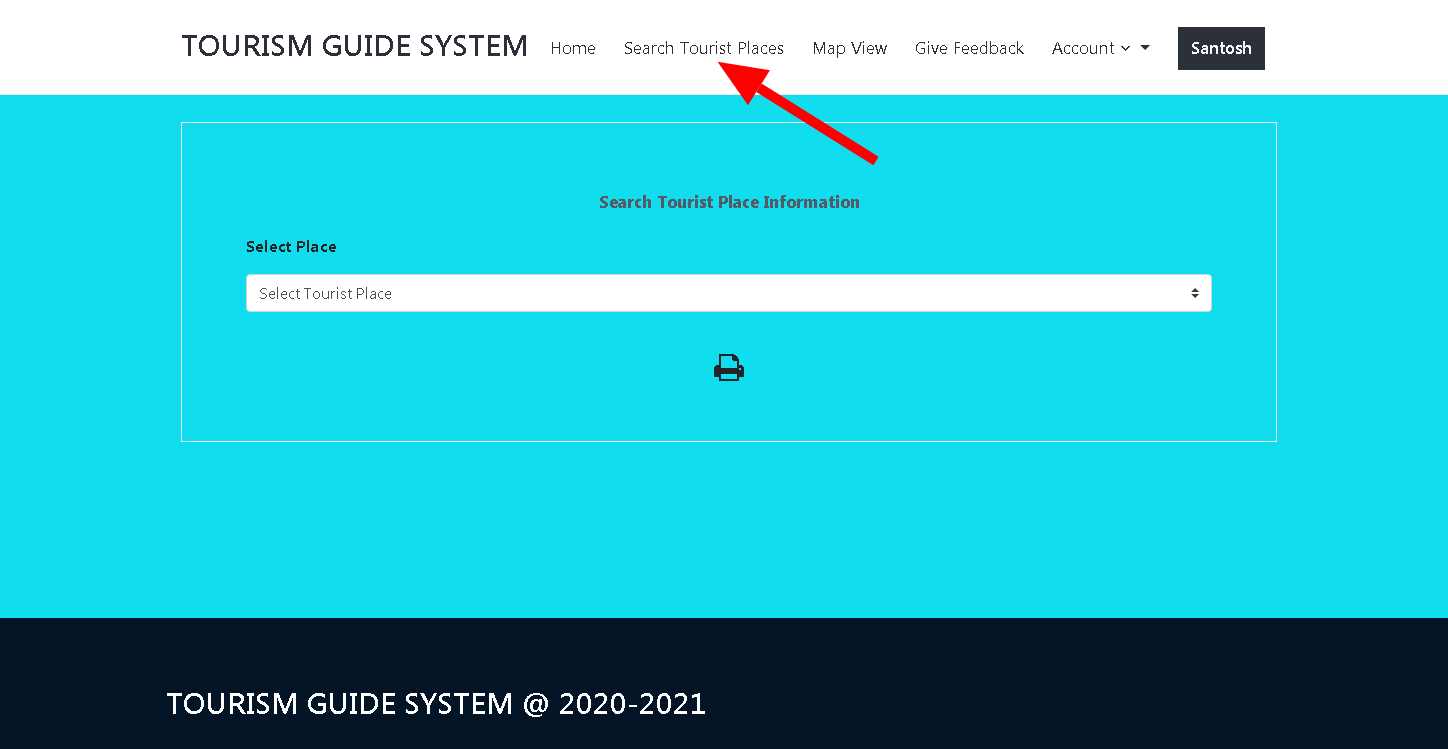 TOURISM GUIDE SYSTEM Home Search Tourist Places Map View Give Feedback Account Santosh
Search Tourist Place Information
Select Place
Select Tourist Place
TOURISM GUIDE SYSTEM @ 2020-2021